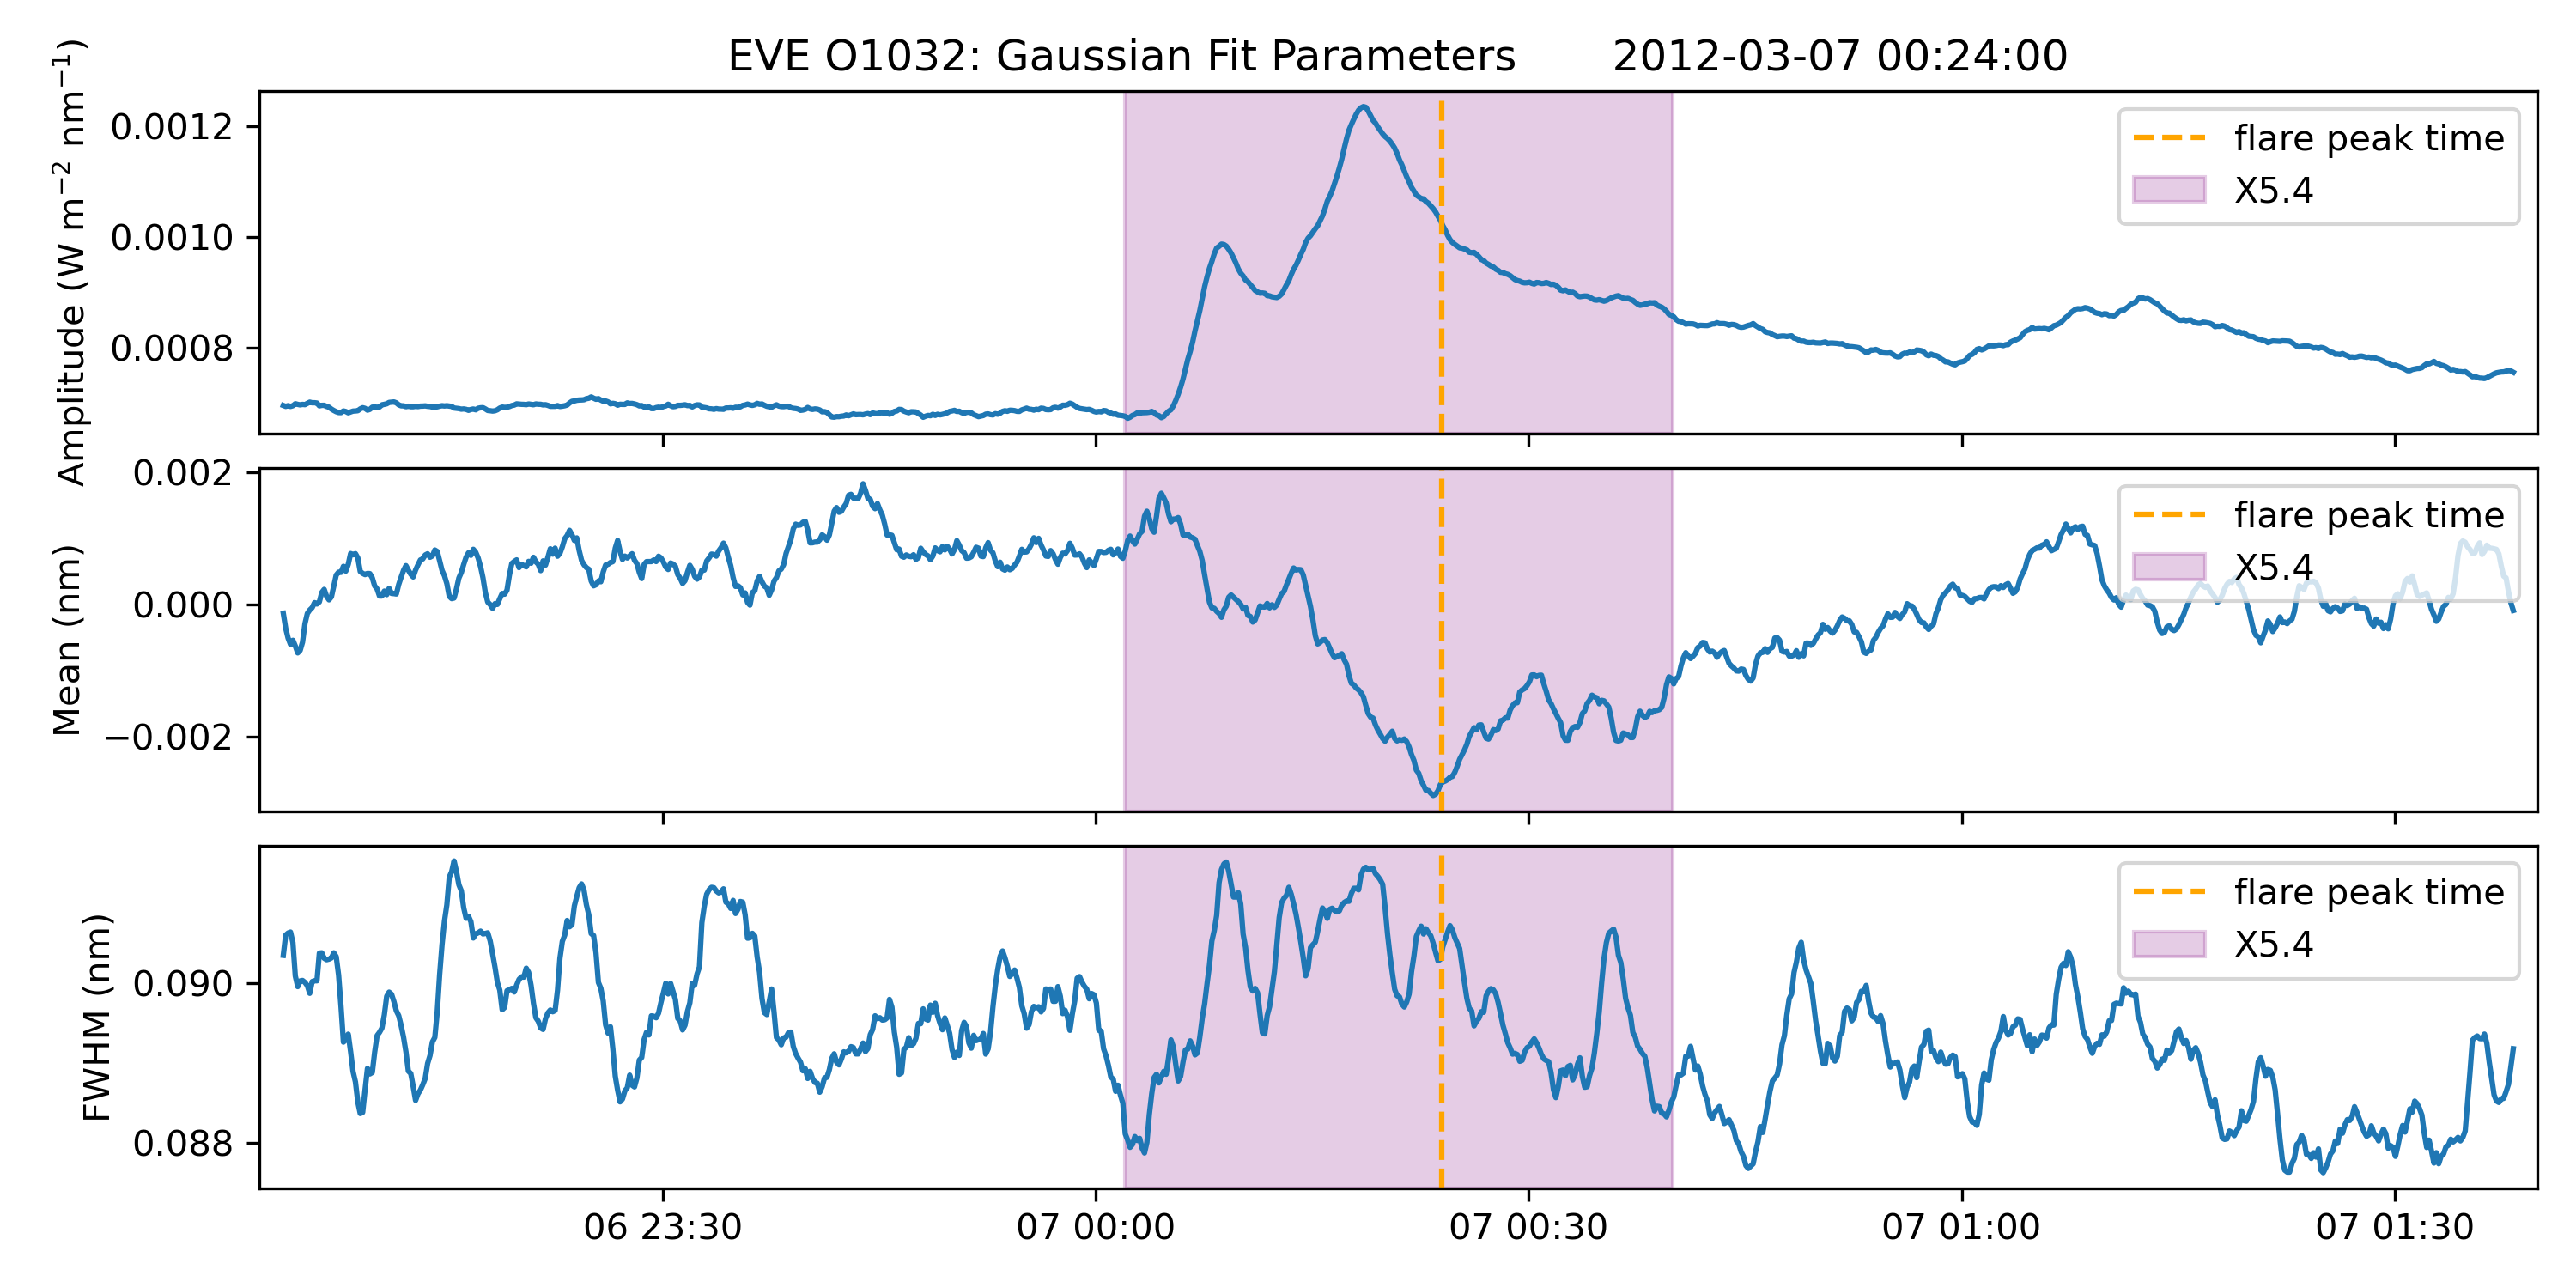 EVE O1032: Gaussian Fit Parameters 2012-03-07 00:24:00
Amplitude (W m⁻² nm⁻¹)
0.0012
0.0010
0.0008
flare peak time
X5.4
Mean (nm)
0.002
0.000
−0.002
flare peak time
X5.4
FWHM (nm)
0.090
0.088
flare peak time
X5.4
06 23:30 07 00:00 07 00:30 07 01:00 07 01:30